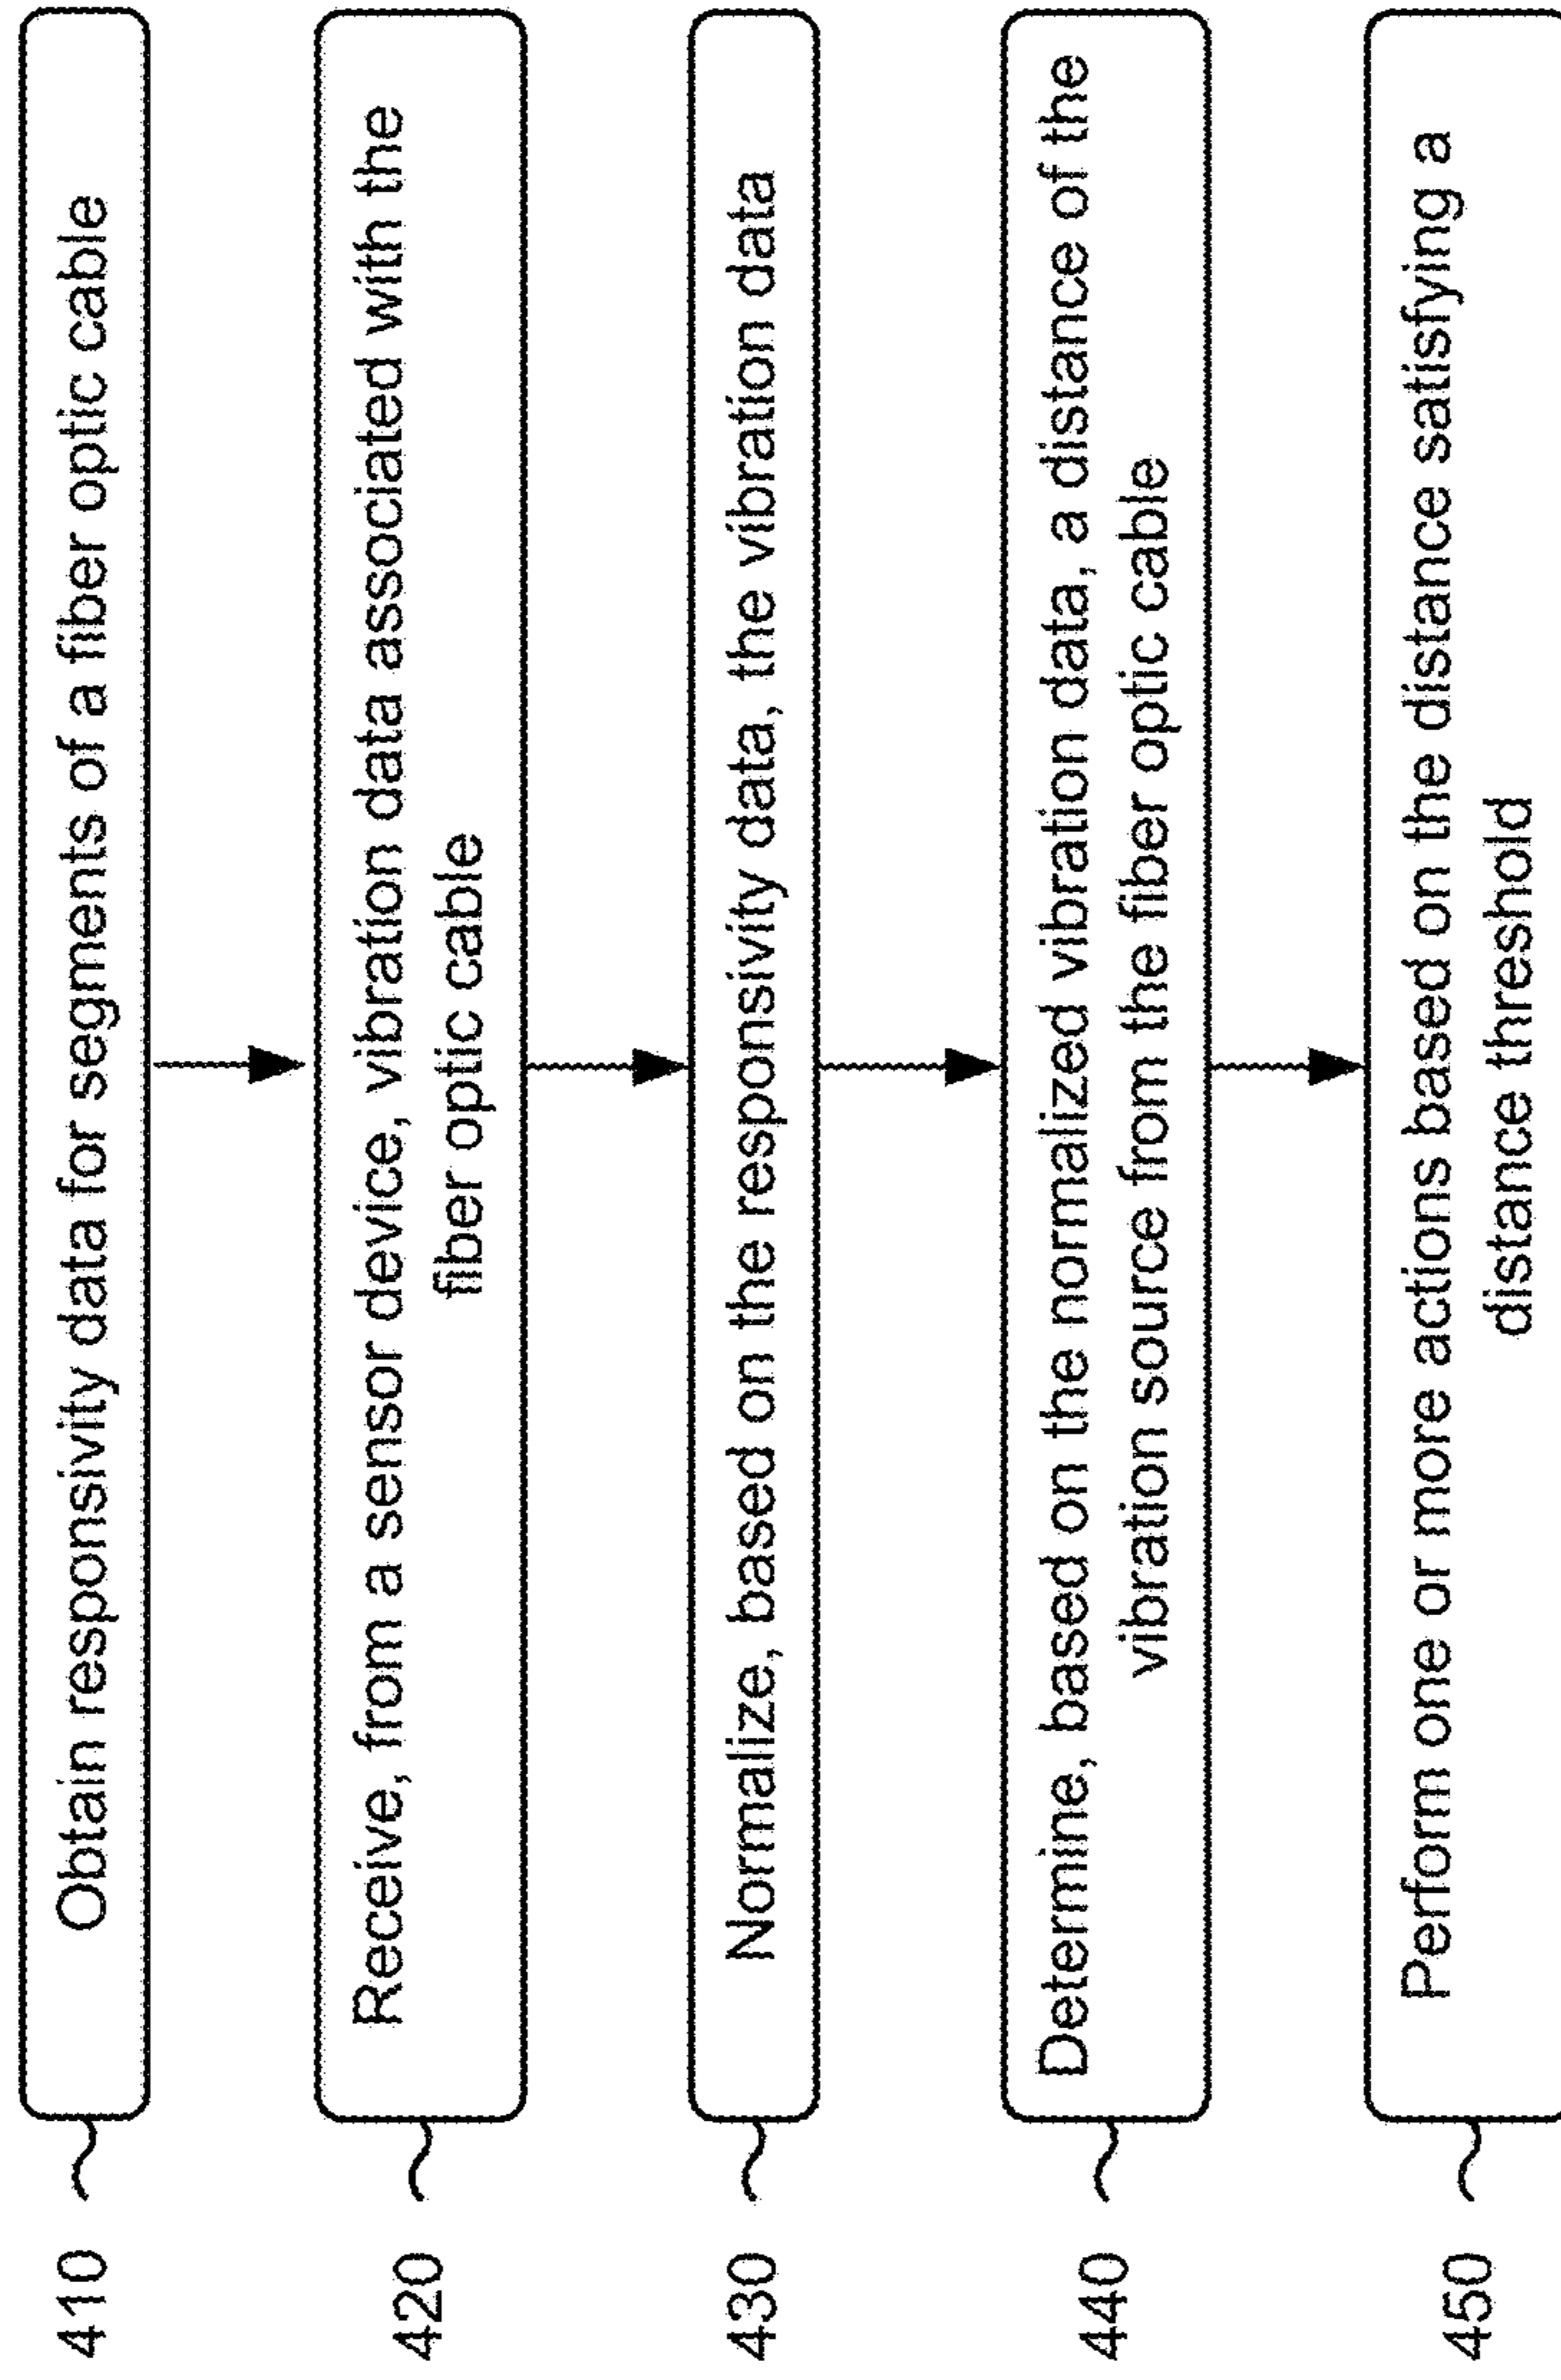 410
Obtain responsivity data for segments of a fiber optic cable
420
Receive, from a sensor device, vibration data associated with the
fiber optic cable
430
Normalize, based on the responsivity data, the vibration data
440
Determine, based on the normalized vibration data, a distance of the
vibration source from the fiber optic cable
450
Perform one or more actions based on the distance satisfying a
distance threshold